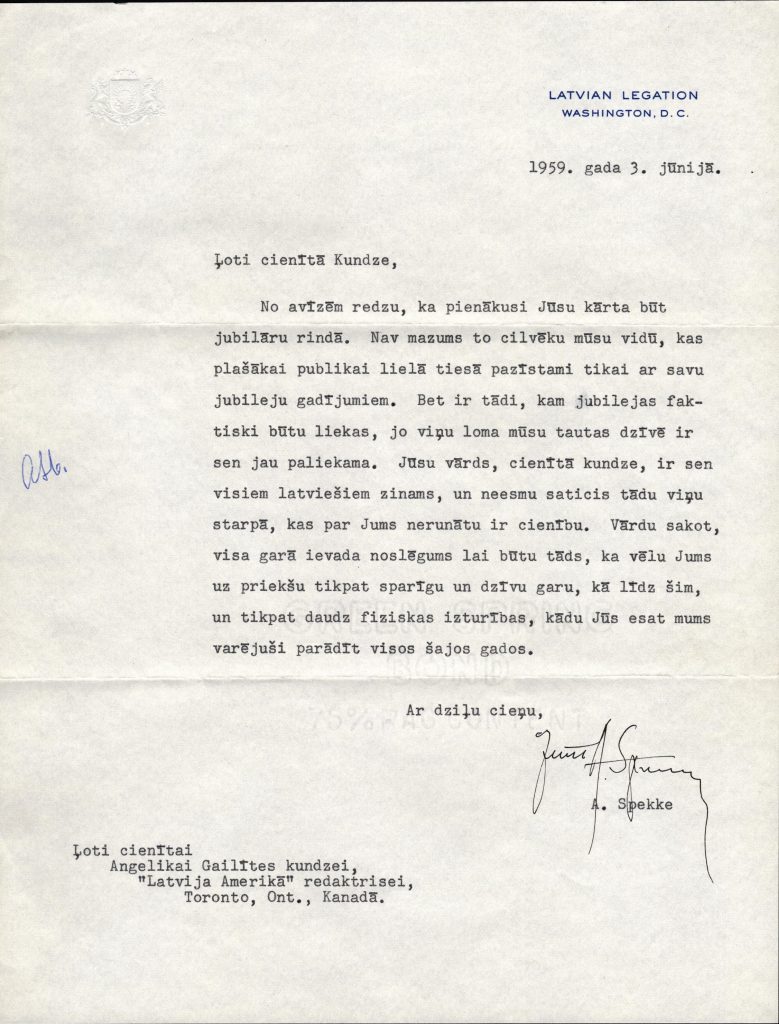 LATVIAN LEGATION
WASHINGTON, D. C.
1959. gada 3. jūnijā.
Ļoti cienītā Kundze,
No avīzēm redzu, ka pienākusi Jūsu kārta būt
jubilāru rindā. Nav mazums to cilvēku mūsu vidū, kas
plašākai publikai lielā tiesā pazīstami tikai ar savu
jubileju gadījumiem. Bet ir tādi, kam jubilejas fak-
tiski būtu liekas, jo viņu loma mūsu tautas dzīvē ir
sen jau paliekama. Jūsu vārds, cienītā kundze, ir sen
visiem latviešiem zinams, un neesmu saticis tādu viņu
starpā, kas par Jums nerunātu ir cienību. Vārdu sakot,
visa garā ievada noslēgums lai būtu tāds, ka vēlu Jums
uz priekšu tikpat sparīgu un dzīvu garu, kā līdz šim,
un tikpat daudz fiziskas izturības, kādu Jūs esat mums
varējuši parādīt visos šajos gados.
Ar dziļu cieņu,
A. Spekke
Ļoti cienītai
Angelikai Gailītes kundzei,
"Latvija Amerikā" redaktrisei,
Toronto, Ont., Kanadā.